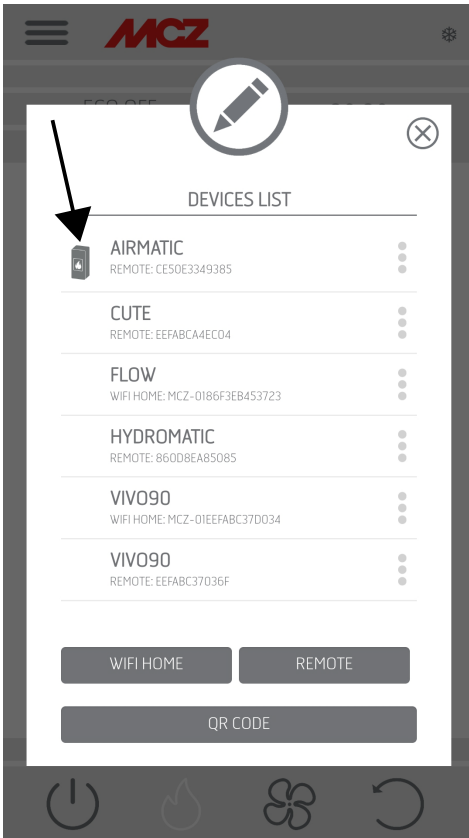 MCZ
DEVICES LIST
AIRMATIC
REMOTE: CE50E3349385
CUTE
REMOTE: EEFABCA4EC04
FLOW
WIFI HOME: MCZ-0186F3EB453723
HYDROMATIC
REMOTE: 860D8EA85085
VIVO90
WIFI HOME: MCZ-01EEFABC37D034
VIVO90
REMOTE: EEFABC37036F
WIFI HOME REMOTE
QR CODE